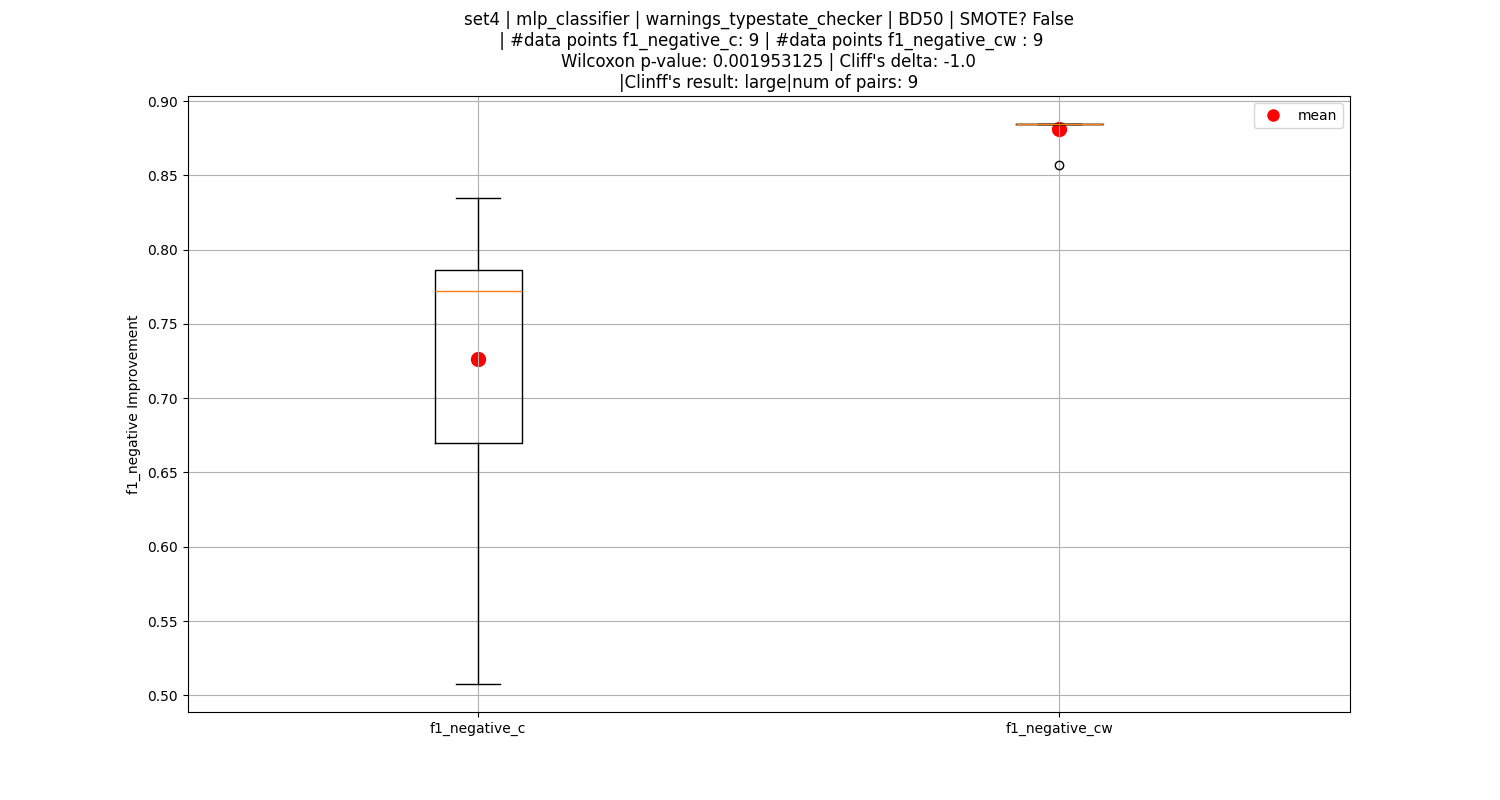 set4 | mlp_classifier | warnings_typestate_checker | BD50 | SMOTE? False
| #data points f1_negative_c: 9 | #data points f1_negative_cw : 9
Wilcoxon p-value: 0.001953125 | Cliff's delta: -1.0
|Clinff's result: large|num of pairs: 9
mean
0.90
0.85
0.80
0.75
0.70
0.65
0.60
0.55
0.50
f1_negative Improvement
f1_negative_c
f1_negative_cw